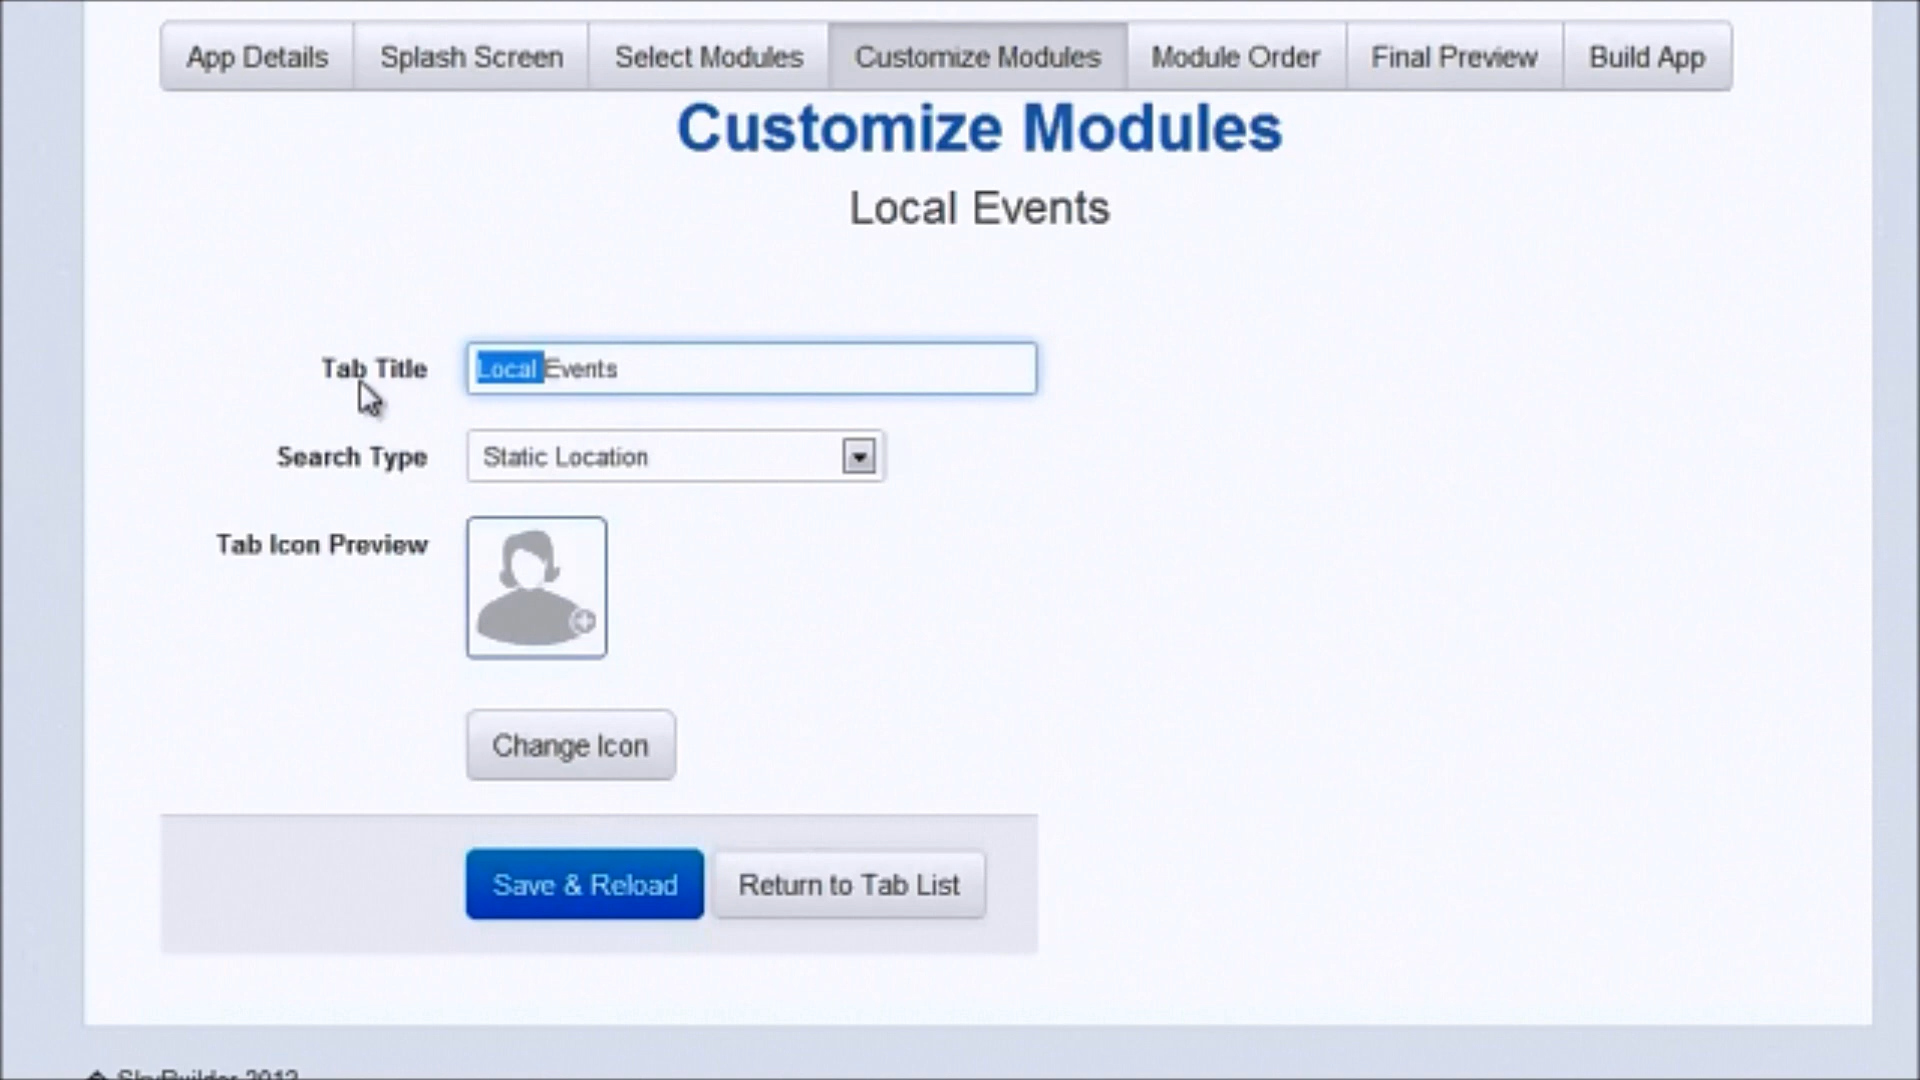 App Details Splash Screen Select Modules Customize Modules Module Order Final Preview Build App
Customize Modules
Local Events
Tab Title Local Events
Search Type Static Location
Tab Icon Preview
Change Icon
Save & Reload Return to Tab List